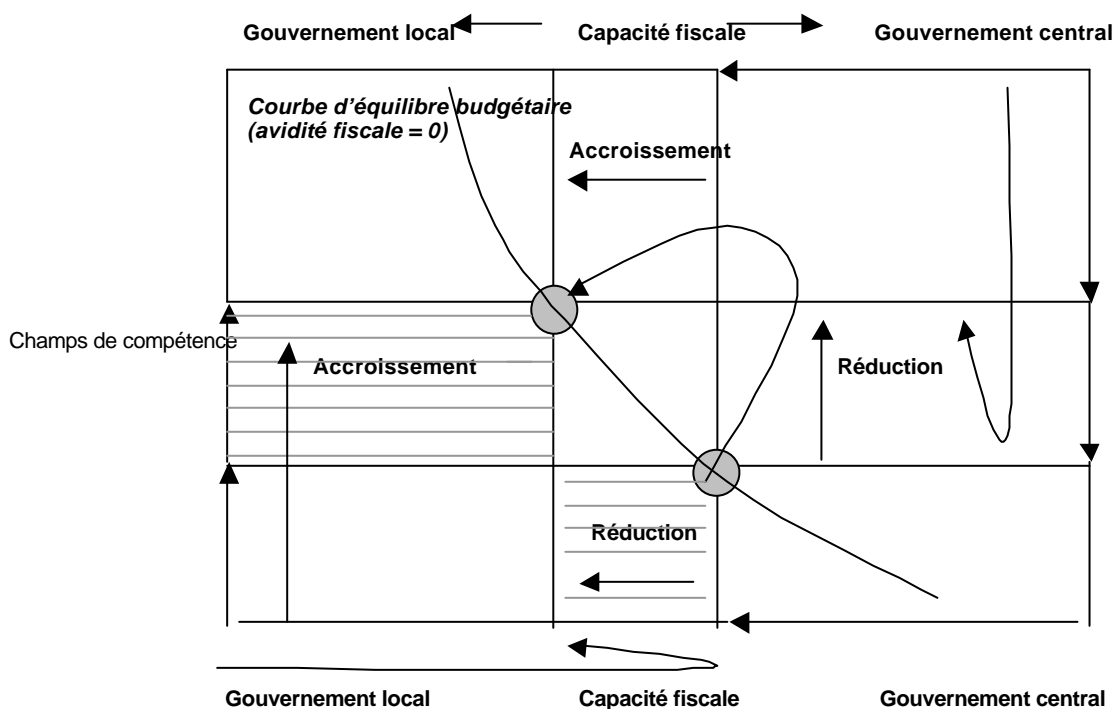 Gouvernement local Capacité fiscale Gouvernement central
Courbe d'équilibre budgétaire
(avidité fiscale = 0)
Accroissement
Champs de compétence
Accroissement Réduction
Réduction
Gouvernement local Capacité fiscale Gouvernement central